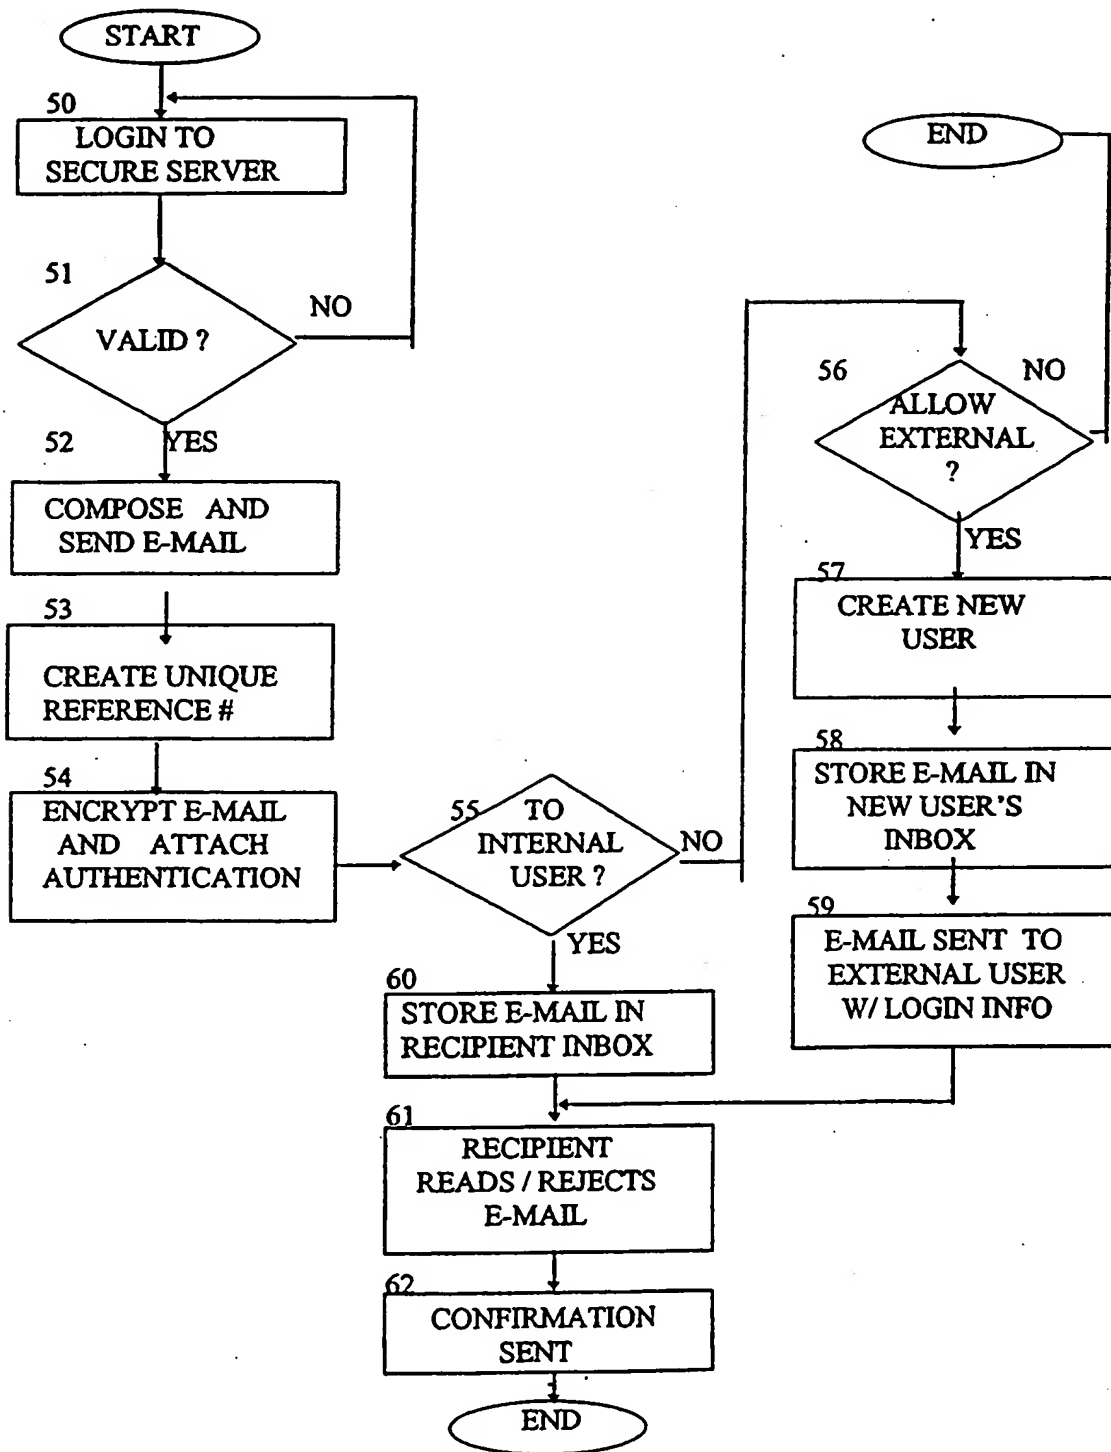 START
50
LOGIN TO
SECURE SERVER
51
VALID ?
NO
YES
52
COMPOSE AND
SEND E-MAIL
53
CREATE UNIQUE
REFERENCE #
54
ENCRYPT E-MAIL
AND ATTACH
AUTHENTICATION
55
TO
INTERNAL
USER ?
NO
YES
END
56
ALLOW
EXTERNAL
?
NO
YES
57
CREATE NEW
USER
58
STORE E-MAIL IN
NEW USER'S
INBOX
59
E-MAIL SENT TO
EXTERNAL USER
W/ LOGIN INFO
60
STORE E-MAIL IN
RECIPIENT INBOX
61
RECIPIENT
READS / REJECTS
E-MAIL
62
CONFIRMATION
SENT
END